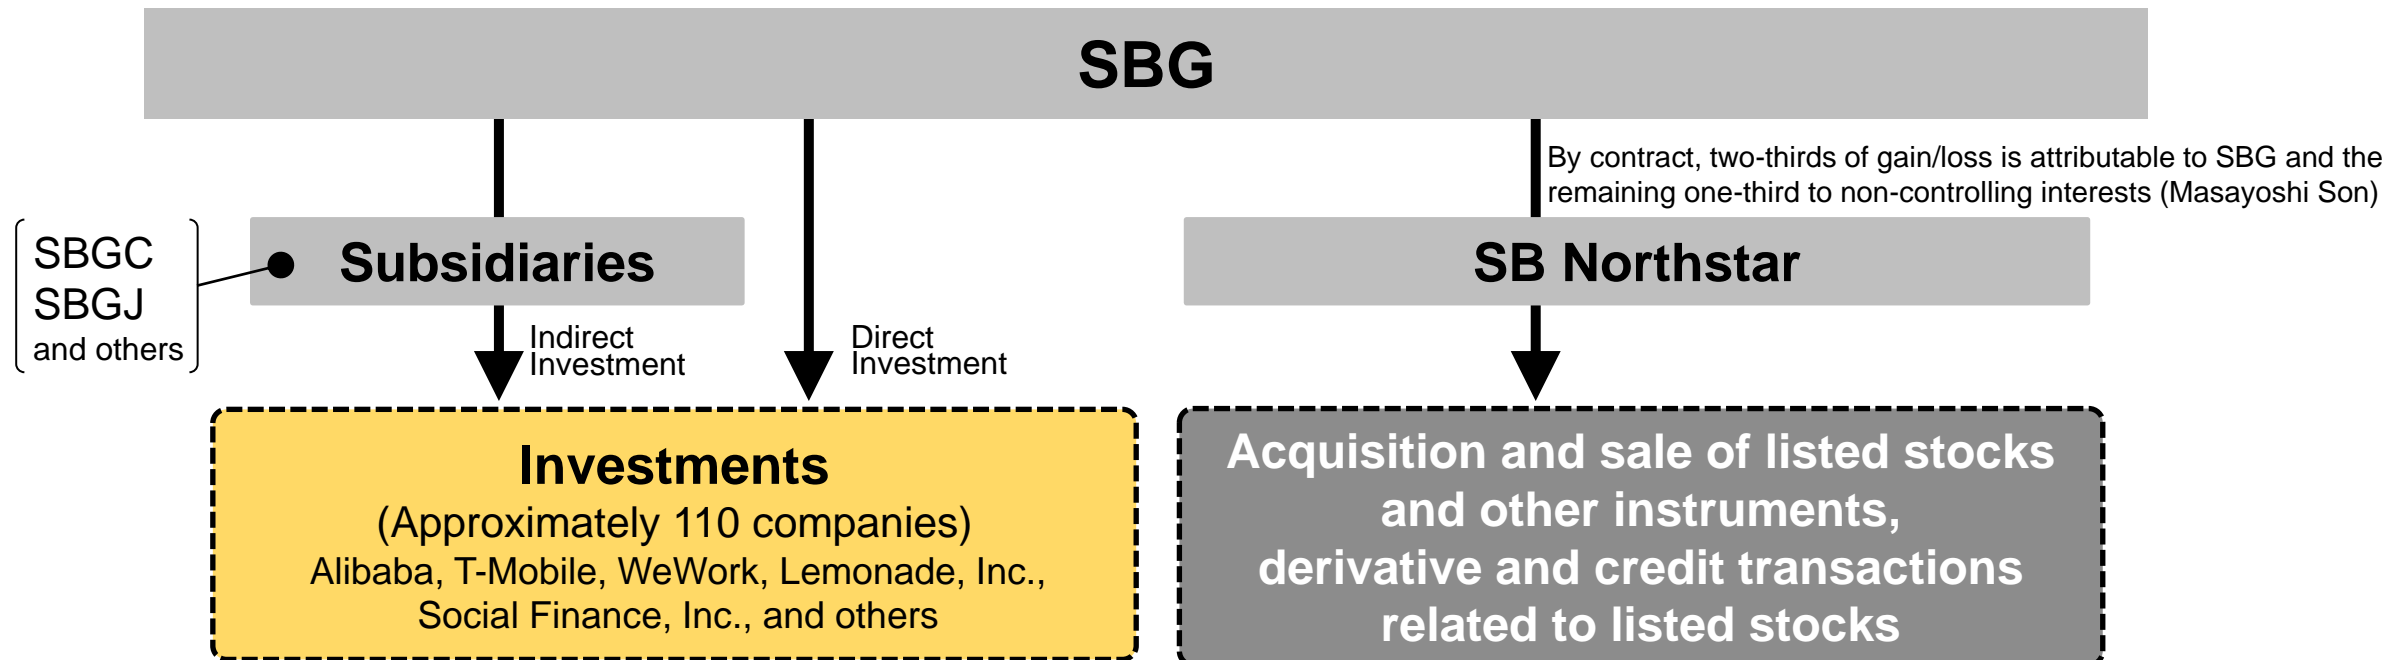 SBG
By contract, two-thirds of gain/loss is attributable to SBG and the
remaining one-third to non-controlling interests (Masayoshi Son)
SBGC
SBGJ
and others
Subsidiaries
SB Northstar
Indirect
Investment
Direct
Investment
Investments
(Approximately 110 companies)
Alibaba, T-Mobile, WeWork, Lemonade, Inc.,
Social Finance, Inc., and others
Acquisition and sale of listed stocks
and other instruments,
derivative and credit transactions
related to listed stocks